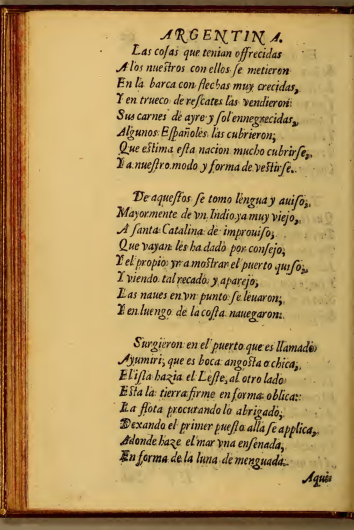 ARGENTINA.
Las cosas que tenian offrecidas
A los nuestros con ellos se metieron
En la barca con flechas muy crecidas,
Y en trueco de rescates las vendieron:
Sus carnes de ayre y sol ennegrecidas,
Algunos Españoles las cubrieron,
Que estima esta nacion mucho cubrirse,
Y a nuestro modo y forma de vestirse.
De aquestos se tomo lengua y auiso,
Mayormente de vn Indio ya muy viejo,
A santa Catalina de improuiso,
Que vayan les ha dado por consejo,
Y el propio yr a mostrar el puerto quiso,
Y viendo tal recado y aparejo,
Las naues en vn punto se leuaron,
Y en luengo de la costa nauegaron.
Surgieron en el puerto que es llamado
Ayumiri, que es boca angosta o chica,
El isla hazia el Leste, al otro lado
Esta la tierra firme en forma oblica:
La flota procurando lo abrigado,
Dexando el primer puesto alla se applica,
Adonde haze el mar vna ensenada,
En forma de la luna de menguada.
Aqui